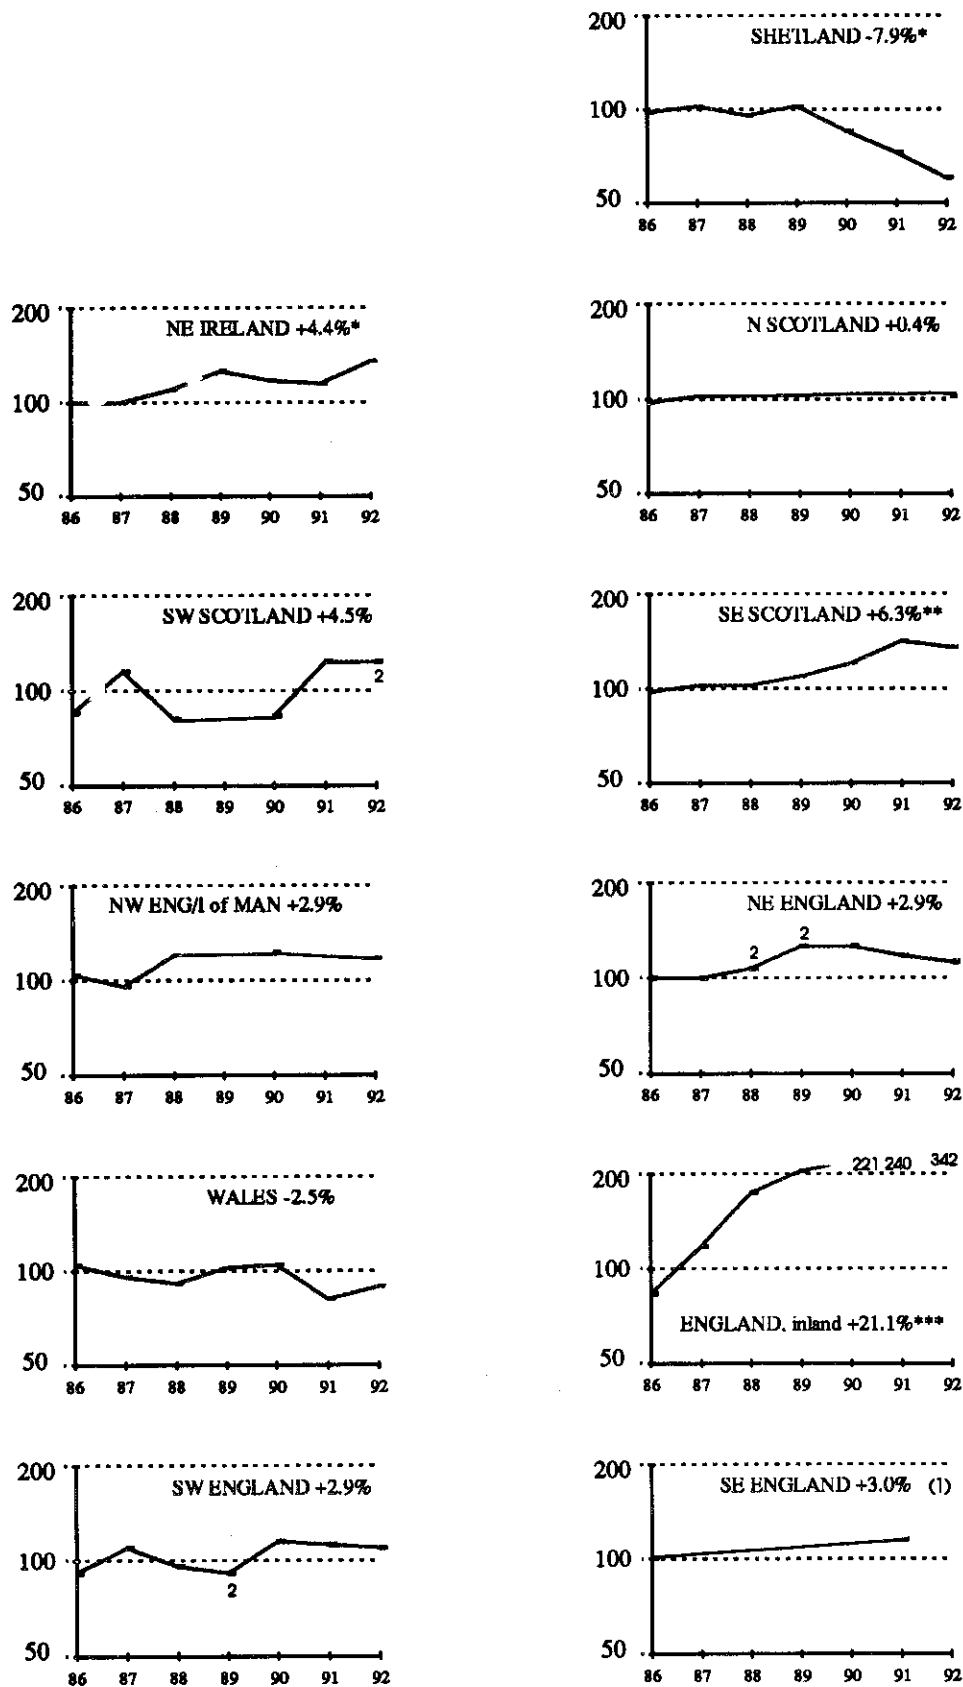 200
SHETLAND -7.9%*
100
50
86 87 88 89 90 91 92
200
NE IRELAND +4.4%*
100
50
86 87 88 89 90 91 92
200
N SCOTLAND +0.4%
100
50
86 87 88 89 90 91 92
200
SW SCOTLAND +4.5%
2
100
50
86 87 88 89 90 91 92
200
SE SCOTLAND +6.3%**
100
50
86 87 88 89 90 91 92
200
NW ENG/I of MAN +2.9%
100
50
86 87 88 89 90 91 92
200
NE ENGLAND +2.9%
2
2
100
50
86 87 88 89 90 91 92
200
WALES -2.5%
100
50
86 87 88 89 90 91 92
221 240 342
200
100
ENGLAND, inland +21.1%***
50
86 87 88 89 90 91 92
200
SW ENGLAND +2.9%
100
2
50
86 87 88 89 90 91 92
200
SE ENGLAND +3.0% (1)
100
50
86 87 88 89 90 91 92